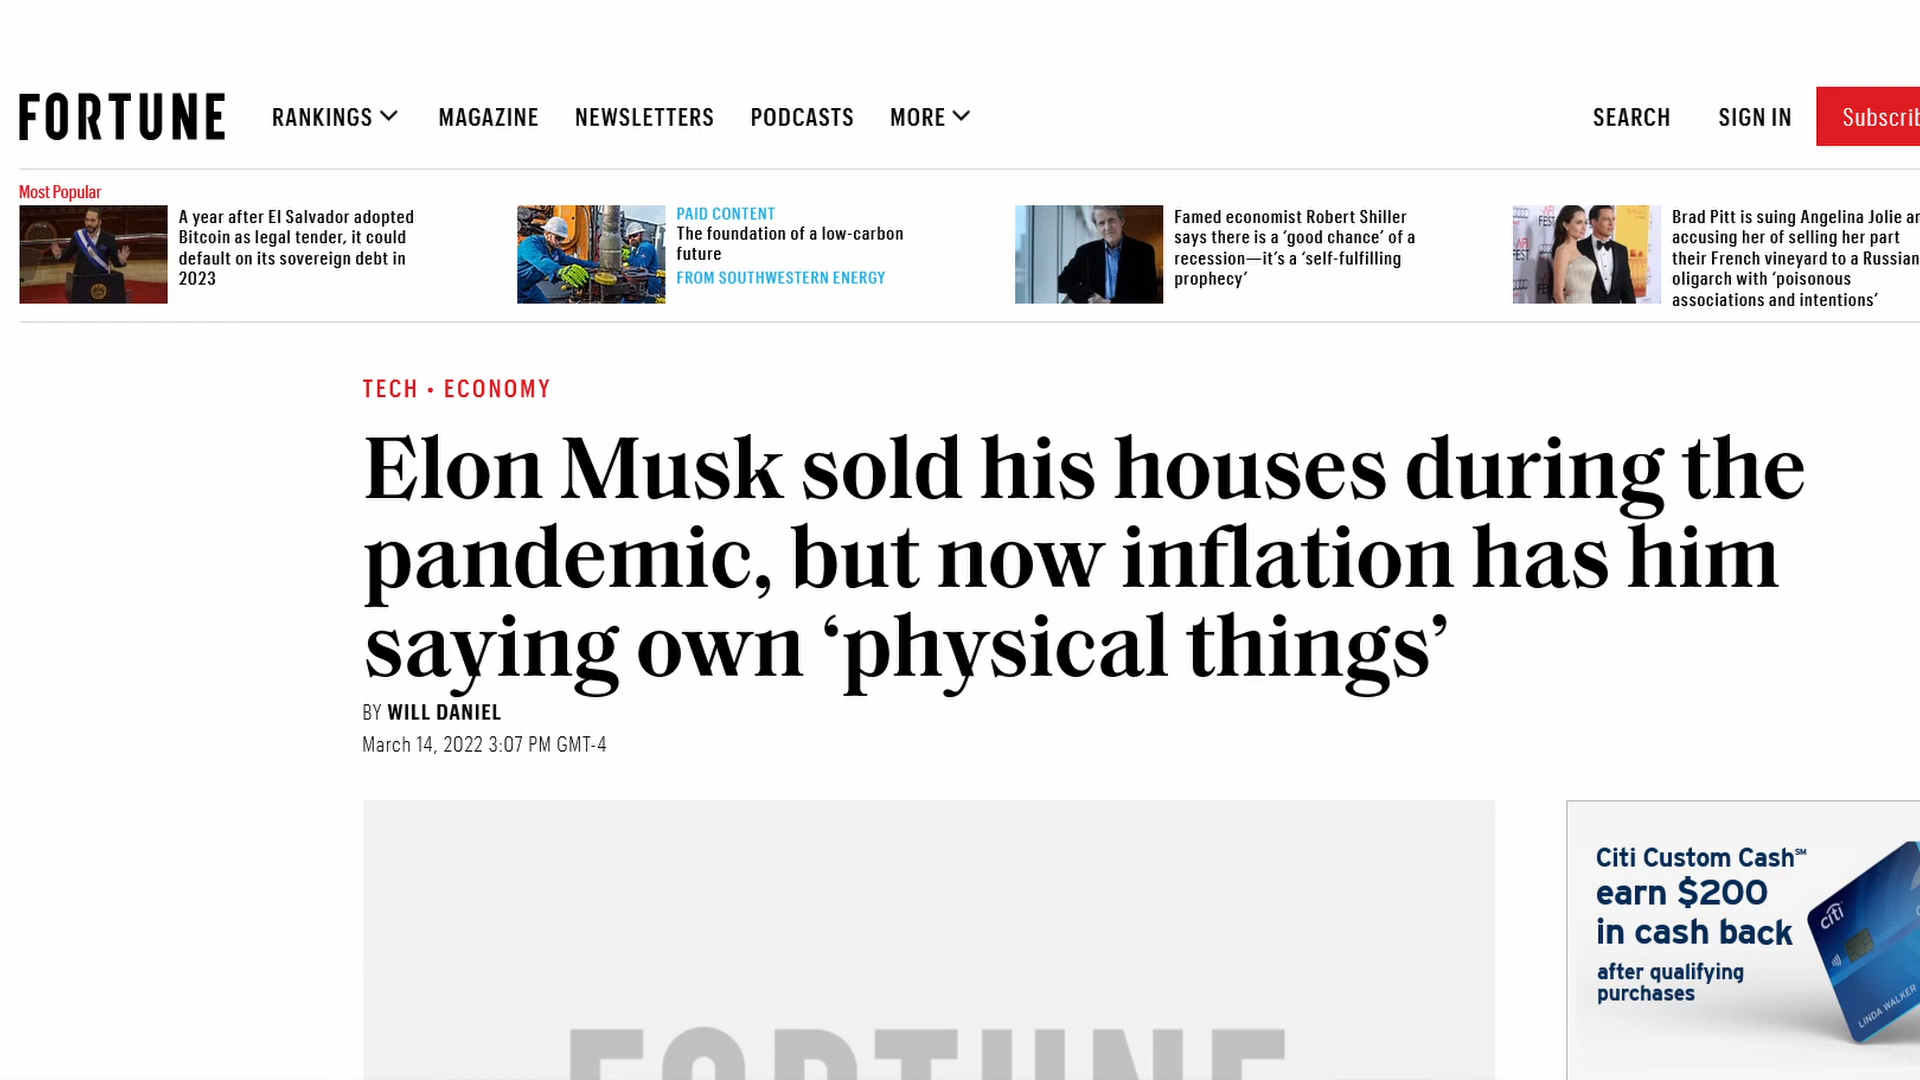 FORTUNE
RANKINGS
MAGAZINE
NEWSLETTERS
PODCASTS
MORE
SEARCH
SIGN IN
Subscrib
Most Popular
A year after El Salvador adopted
Bitcoin as legal tender, it could
default on its sovereign debt in
2023
PAID CONTENT
The foundation of a low-carbon
future
FROM SOUTHWESTERN ENERGY
Famed economist Robert Shiller
says there is a ‘good chance’ of a
recession—it’s a ‘self-fulfilling
prophecy’
AFI
FEST
Brad Pitt is suing Angelina Jolie an
accusing her of selling her part
their French vineyard to a Russian
oligarch with ‘poisonous
associations and intentions’
TECH • ECONOMY
Elon Musk sold his houses during the
pandemic, but now inflation has him
saying own ‘physical things’
BY WILL DANIEL
March 14, 2022 3:07 PM GMT-4
FORTUNE
Citi Custom Cash℠
earn $200
in cash back
after qualifying
purchases
citi
LINDA WALKER